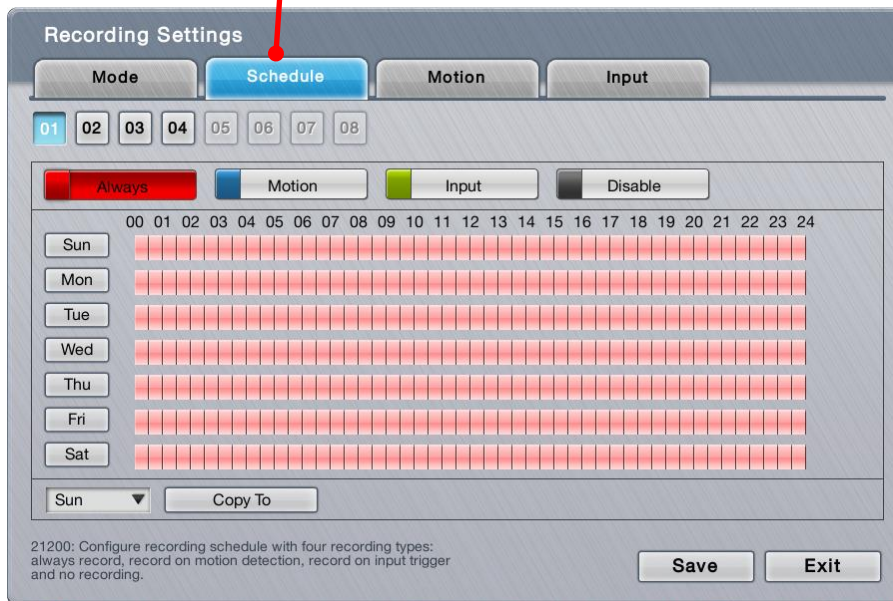 Recording Settings
Mode Schedule Motion Input
01 02 03 04 05 06 07 08
Always Motion Input Disable
00 01 02 03 04 05 06 07 08 09 10 11 12 13 14 15 16 17 18 19 20 21 22 23 24
Sun
Mon
Tue
Wed
Thu
Fri
Sat
Sun Copy To
21200: Configure recording schedule with four recording types:
always record, record on motion detection, record on input trigger
and no recording.
Save Exit